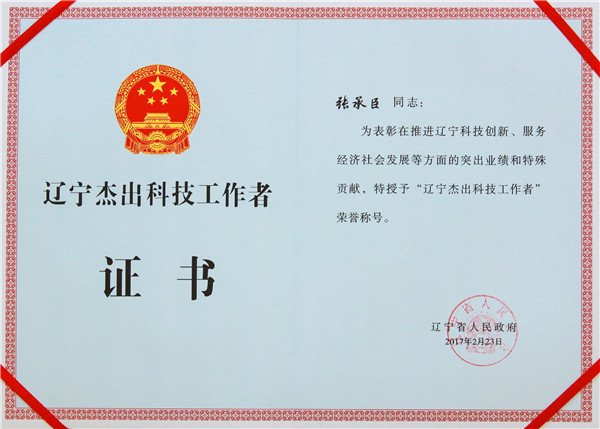 辽宁杰出科技工作者
证书
张承臣 同志：
为表彰在推进辽宁科技创新、服务
经济社会发展等方面的突出业绩和特殊
贡献，特授予“辽宁杰出科技工作者”
荣誉称号。
辽宁省人民政府
2017年2月23日